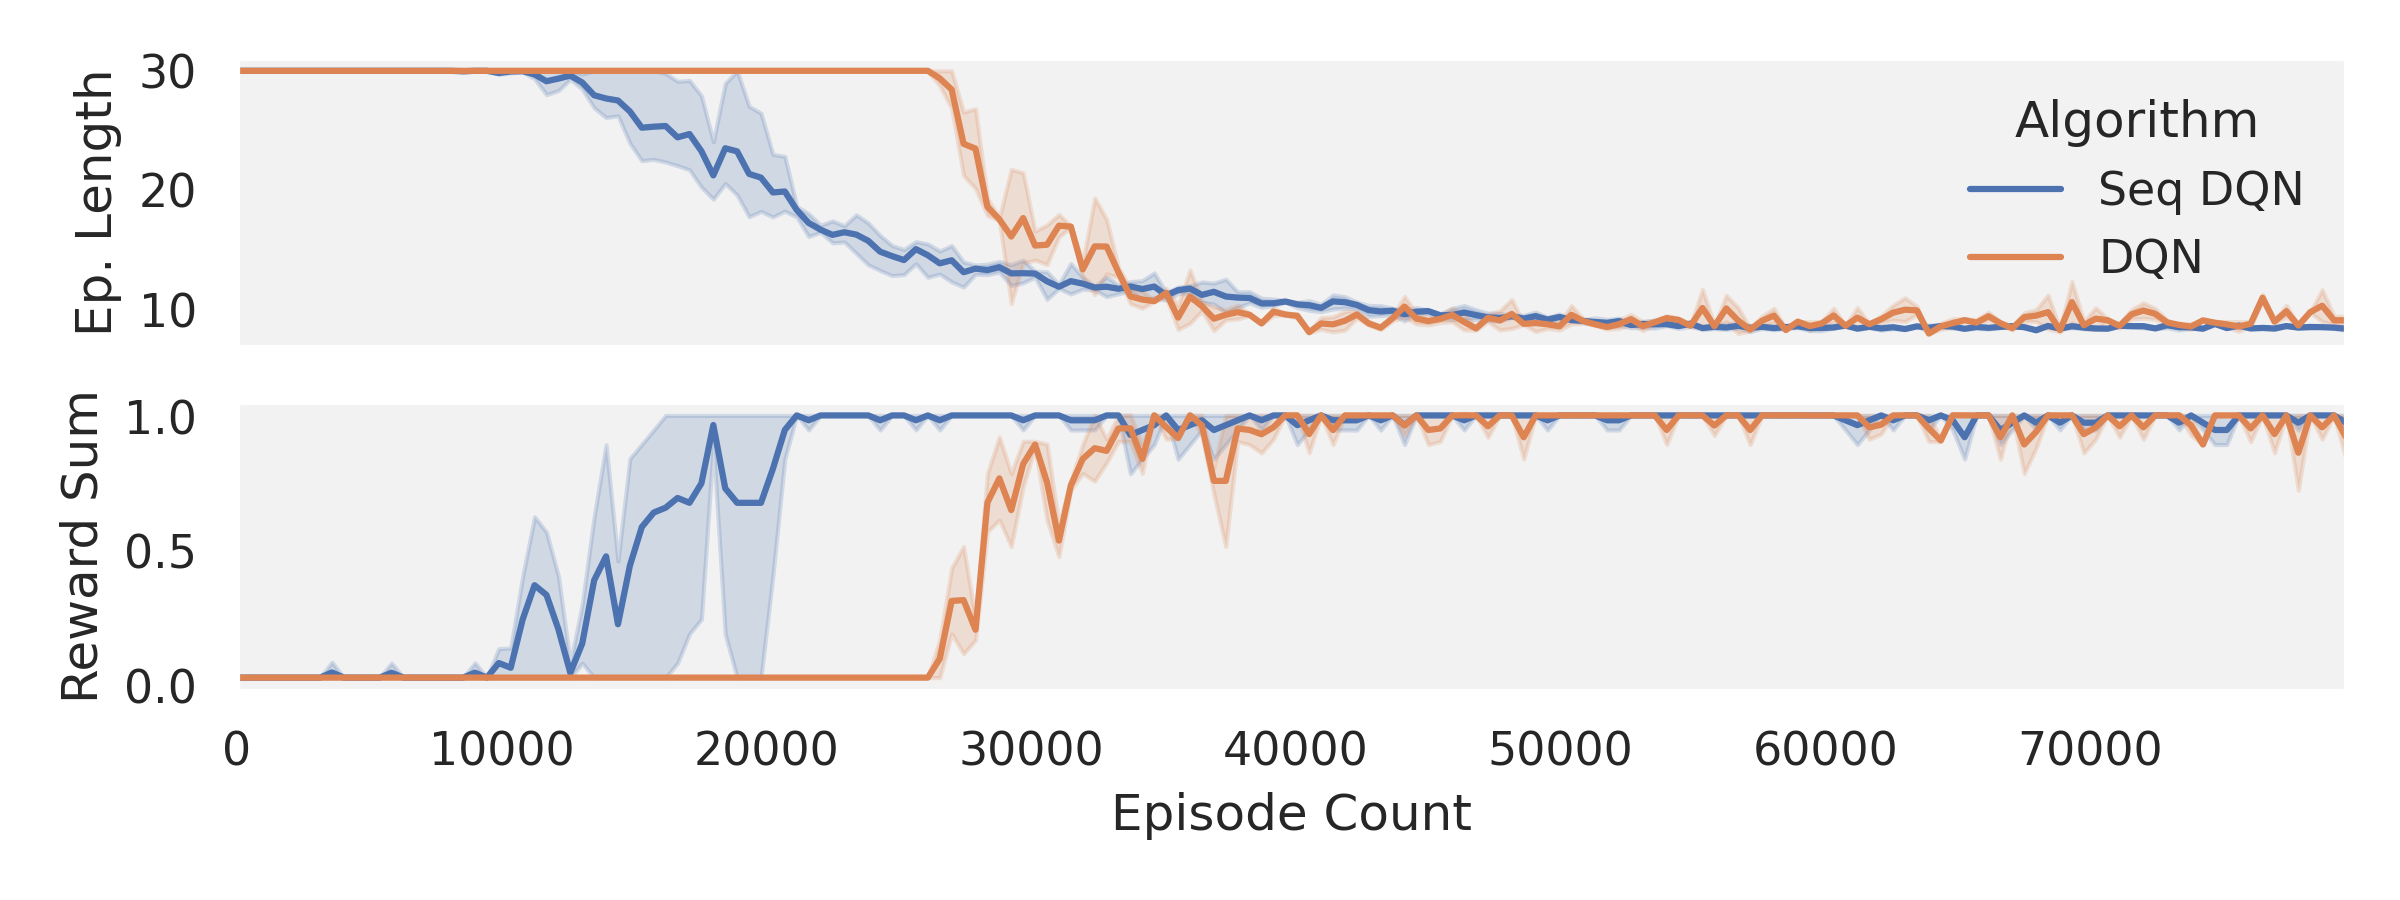 Ep. Length
30
20
10
Algorithm
Seq DQN
DQN
Reward Sum
1.0
0.5
0.0
0 10000 20000 30000 40000 50000 60000 70000
Episode Count